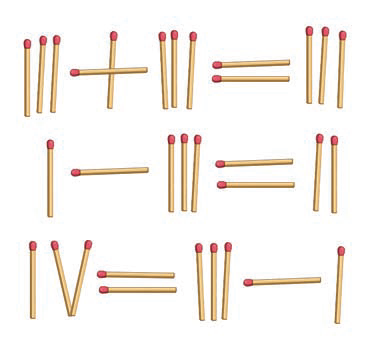 III + III = III
I - III = II
IV = III - I